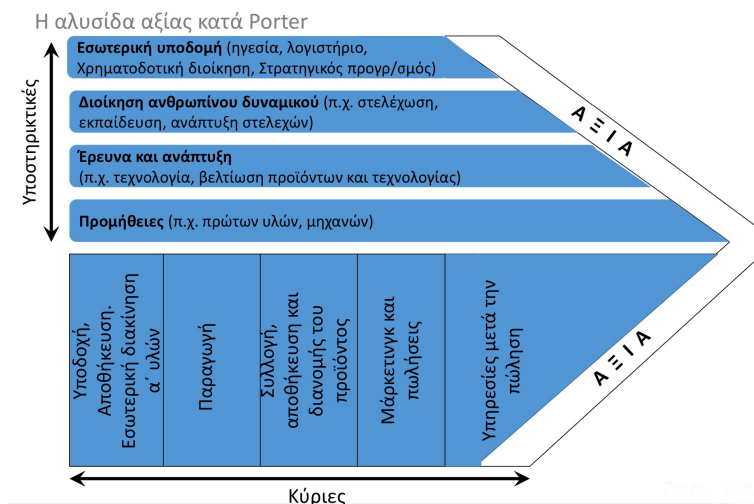 Η αλυσίδα αξίας κατά Porter
Υποστηρικτικές
Εσωτερική υποδομή (ηγεσία, λογιστήριο,
Χρηματοδοτική διοίκηση, Στρατηγικός προγρ/σμός)
Διοίκηση ανθρωπίνου δυναμικού (π.χ. στελέχωση,
εκπαίδευση, ανάπτυξη στελεχών)
Έρευνα και ανάπτυξη
(π.χ. τεχνολογία, βελτίωση προϊόντων και τεχνολογίας)
Προμήθειες (π.χ. πρώτων υλών, μηχανών)
ΑΞΙΑ
Υποδοχή,
Αποθήκευση.
Εσωτερική διακίνηση
α΄ υλών
Παραγωγή
Συλλογή,
αποθήκευση και
διανομής του
προϊόντος
Μάρκετινγκ και
πωλήσεις
Υπηρεσίες μετά την
πώληση
ΑΞΙΑ
Κύριες